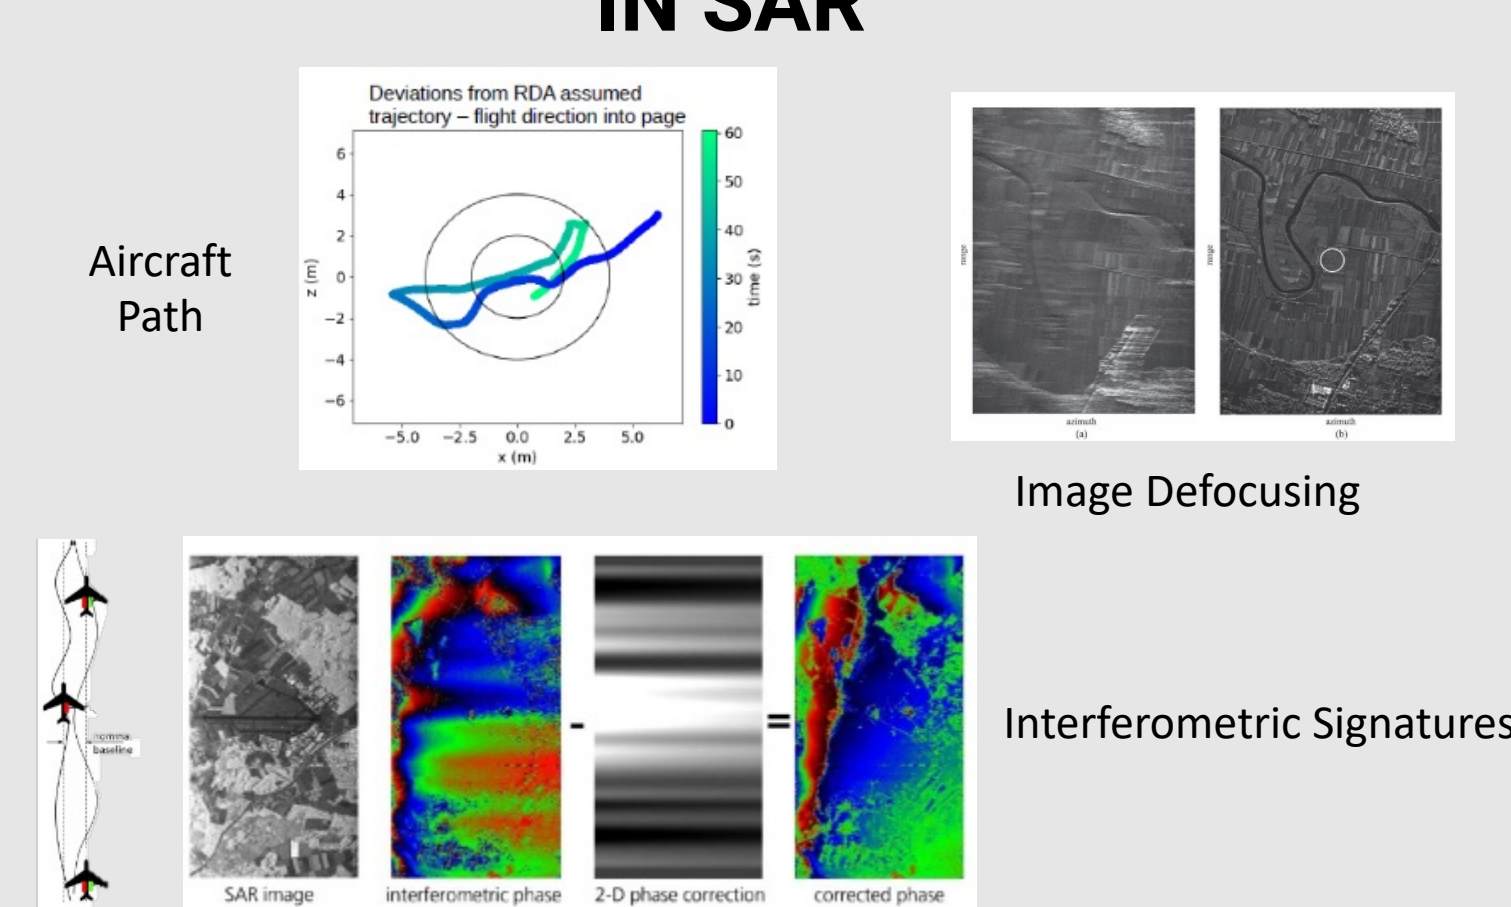 IN SAR
Aircraft
Path
Deviations from RDA assumed
trajectory – flight direction into page
6
4
2
0
−2
−4
−6
z (m)
−5.0 −2.5 0.0 2.5 5.0
x (m)
60
50
40
30
20
10
0
time (s)
range
azimuth
(a)
range
azimuth
(b)
Image Defocusing
nomina
baseline
SAR image
interferometric phase
2-D phase correction
corrected phase
-
=
Interferometric Signatures